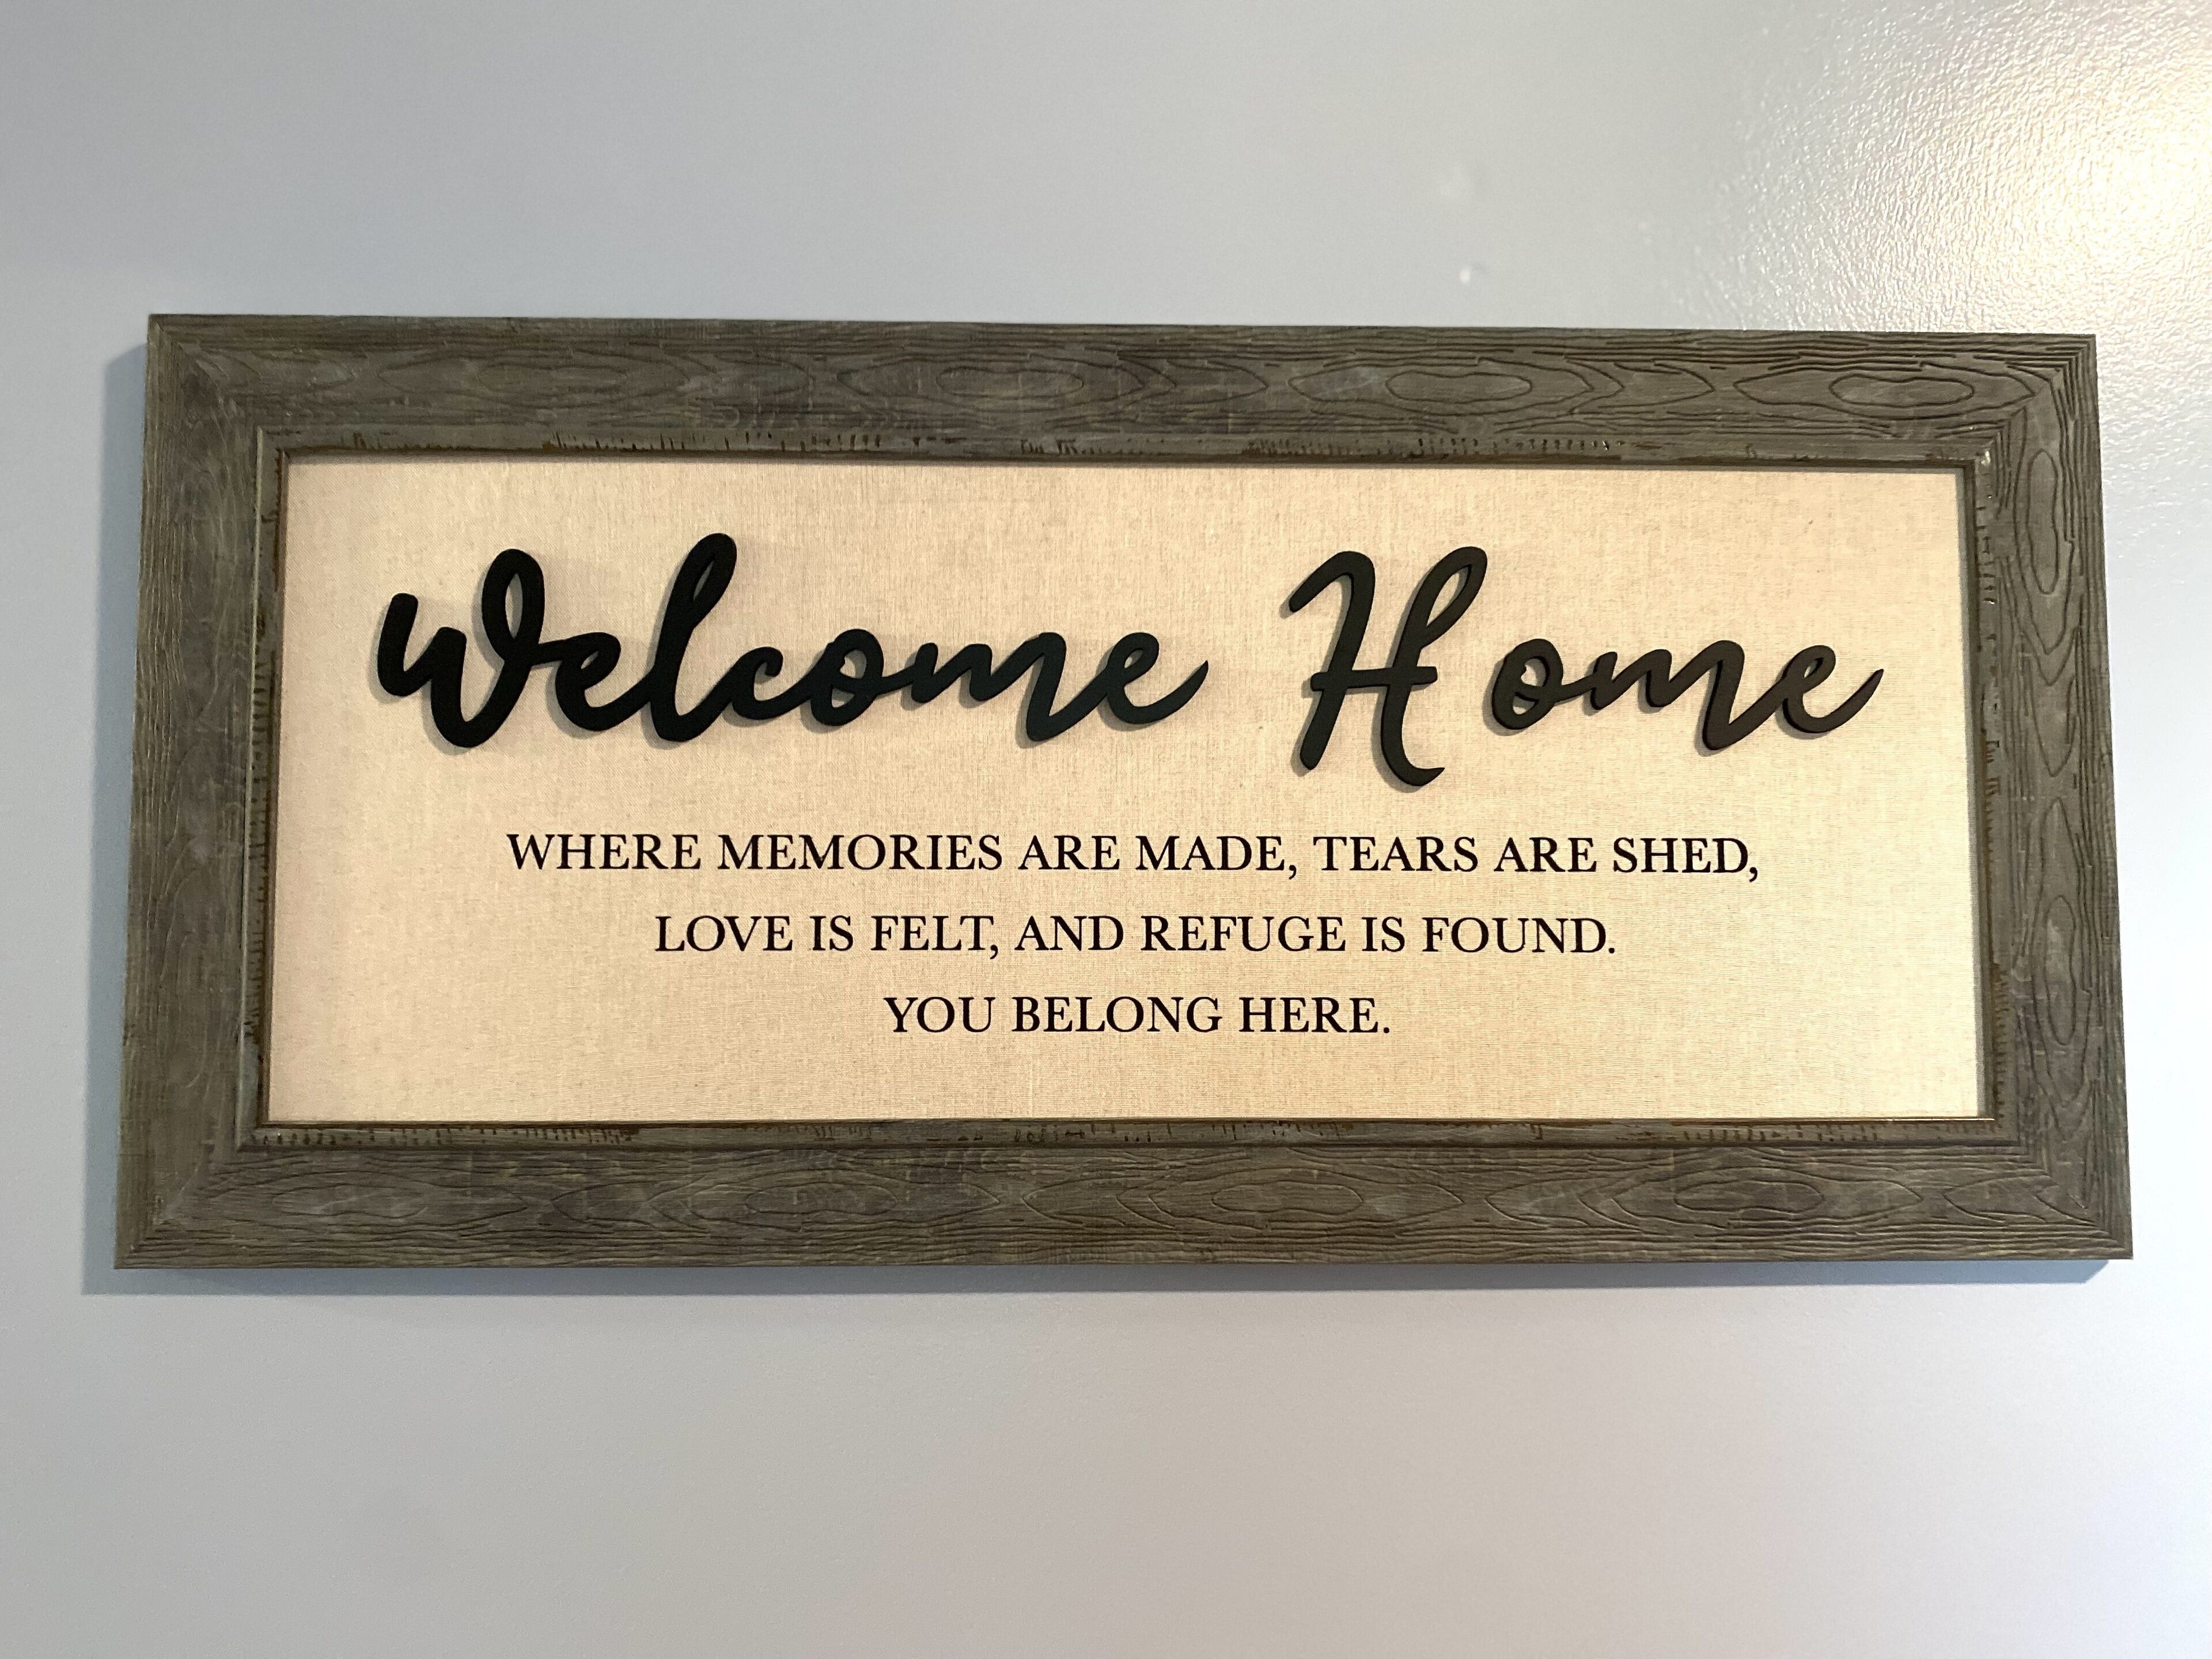 Welcome Home
WHERE MEMORIES ARE MADE, TEARS ARE SHED,
LOVE IS FELT, AND REFUGE IS FOUND.
YOU BELONG HERE.